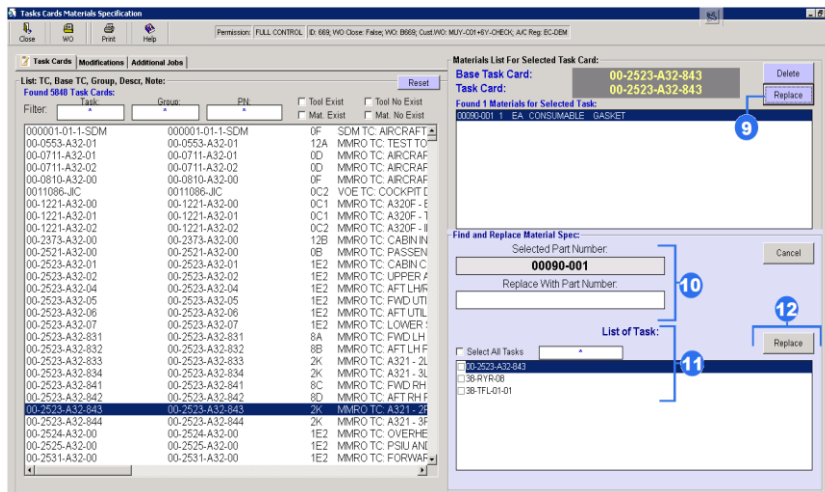 Tasks Cards Materials Specification
Close WO Print Help
Permission: FULL CONTROL ID: 669; WO Close: False; WO: B669; Cust.WO: MUY-C01+6Y-CHECK; A/C Reg: EC-DEM
Task Cards Modifications Additional Jobs
List: TC, Base TC, Group, Descr, Note:
Reset
Found 5848 Task Cards:
Filter: Task: Group: PN:
* * *
Tool Exist Tool No Exist
Mat. Exist Mat. No Exist
000001-01-1-SDM 000001-01-1-SDM 0F SDM TC: AIRCRAFT
00-0553-A32-01 00-0553-A32-01 12A MMRO TC: TEST TO
00-0711-A32-01 00-0711-A32-01 0D MMRO TC: AIRCRAF
00-0711-A32-02 00-0711-A32-02 0D MMRO TC: AIRCRAF
00-0810-A32-00 00-0810-A32-00 0F MMRO TC: AIRCRAF
0011086-JIC 0011086-JIC 0C2 VOE TC: COCKPIT D
00-1221-A32-00 00-1221-A32-00 0C1 MMRO TC: A320F - E
00-1221-A32-01 00-1221-A32-01 0C1 MMRO TC: A320F - T
00-1221-A32-02 00-1221-A32-02 0C2 MMRO TC: A320F - II
00-2373-A32-00 00-2373-A32-00 12B MMRO TC: CABIN IN
00-2521-A32-00 00-2521-A32-00 0B MMRO TC: PASSEN
00-2523-A32-01 00-2523-A32-01 1E2 MMRO TC: CABIN C
00-2523-A32-02 00-2523-A32-02 1E2 MMRO TC: UPPER A
00-2523-A32-04 00-2523-A32-04 1E2 MMRO TC: AFT LH/R
00-2523-A32-05 00-2523-A32-05 1E2 MMRO TC: FWD UTI
00-2523-A32-06 00-2523-A32-06 1E2 MMRO TC: AFT UTIL
00-2523-A32-07 00-2523-A32-07 1E2 MMRO TC: LOWER
00-2523-A32-831 00-2523-A32-831 8A MMRO TC: FWD LH
00-2523-A32-832 00-2523-A32-832 8B MMRO TC: AFT LH F
00-2523-A32-833 00-2523-A32-833 2K MMRO TC: A321 - 2L
00-2523-A32-834 00-2523-A32-834 2K MMRO TC: A321 - 3L
00-2523-A32-841 00-2523-A32-841 8C MMRO TC: FWD RH
00-2523-A32-842 00-2523-A32-842 8D MMRO TC: AFT RH F
00-2523-A32-843 00-2523-A32-843 2K MMRO TC: A321 - 2F
00-2523-A32-844 00-2523-A32-844 2K MMRO TC: A321 - 3F
00-2524-A32-00 00-2524-A32-00 1E2 MMRO TC: OVERHE
00-2525-A32-00 00-2525-A32-00 1E2 MMRO TC: PSIU AND
00-2531-A32-00 00-2531-A32-00 1E2 MMRO TC: FORWAR
Materials List For Selected Task Card:
Base Task Card: 00-2523-A32-843
Delete
Task Card: 00-2523-A32-843
Replace
Found 1 Materials for Selected Task:
00090-001 1 EA CONSUMABLE GASKET
9
Find and Replace Material Spec:
Selected Part Number:
Cancel
00090-001
10
Replace With Part Number:
12
List of Task:
Replace
Select All Tasks *
11
00-2523-A32-843
38-RYR-08
38-TFL-01-01